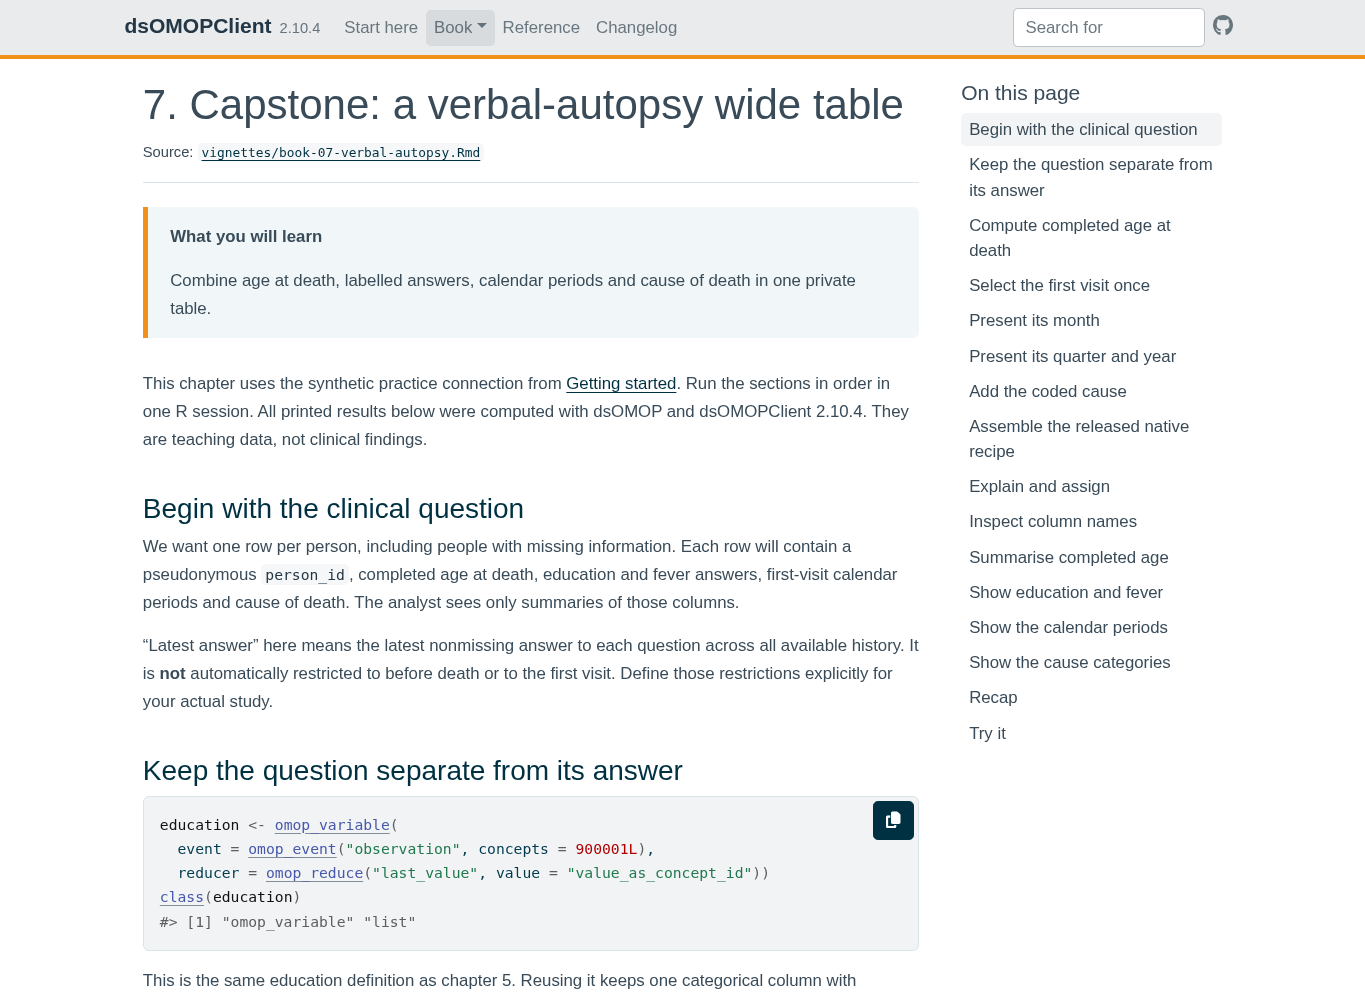 dsOMOPClient 2.10.4 Start here Book Reference Changelog Search for
7. Capstone: a verbal-autopsy wide table
Source: vignettes/book-07-verbal-autopsy.Rmd
What you will learn
Combine age at death, labelled answers, calendar periods and cause of death in one private
table.
This chapter uses the synthetic practice connection from Getting started. Run the sections in order in
one R session. All printed results below were computed with dsOMOP and dsOMOPClient 2.10.4. They
are teaching data, not clinical findings.
Begin with the clinical question
We want one row per person, including people with missing information. Each row will contain a
pseudonymous person_id, completed age at death, education and fever answers, first-visit calendar
periods and cause of death. The analyst sees only summaries of those columns.
“Latest answer” here means the latest nonmissing answer to each question across all available history. It
is not automatically restricted to before death or to the first visit. Define those restrictions explicitly for
your actual study.
Keep the question separate from its answer
education <- omop_variable(
  event = omop_event("observation", concepts = 900001L),
  reducer = omop_reduce("last_value", value = "value_as_concept_id"))
class(education)
#> [1] "omop_variable" "list"
This is the same education definition as chapter 5. Reusing it keeps one categorical column with
On this page
Begin with the clinical question
Keep the question separate from
its answer
Compute completed age at
death
Select the first visit once
Present its month
Present its quarter and year
Add the coded cause
Assemble the released native
recipe
Explain and assign
Inspect column names
Summarise completed age
Show education and fever
Show the calendar periods
Show the cause categories
Recap
Try it